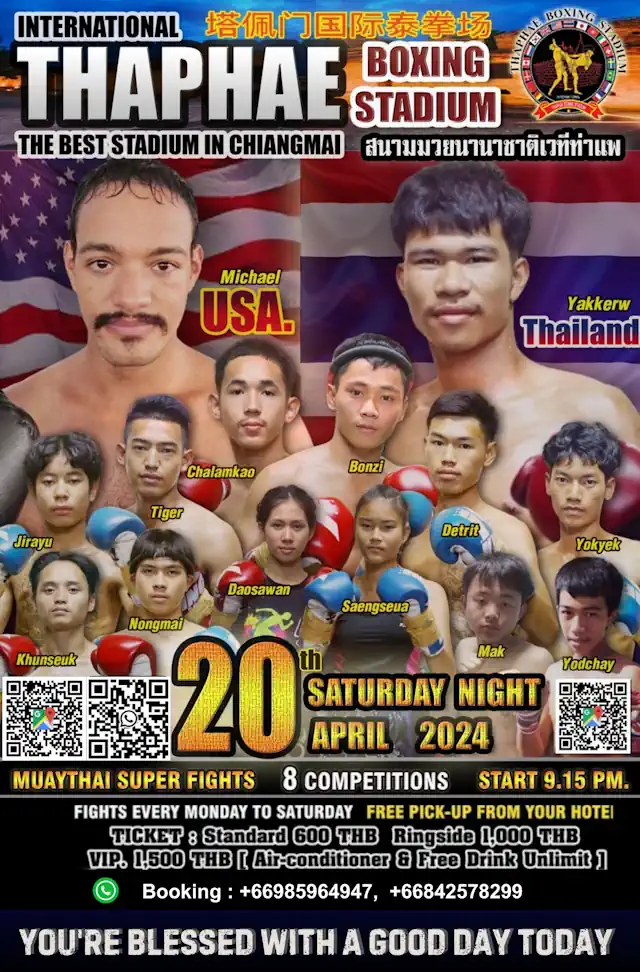 INTERNATIONAL
塔佩门国际泰拳场
THAPHAE
BOXING
STADIUM
THAPHAE BOXING STADIUM
THE BEST STADIUM IN CHIANGMAI
สนามมวยนานาชาติเวทีท่าแพ
Michael
USA.
Yakkerw
Thailand
Chalamkao
Bonzi
Tiger
Detrit
Jirayu
Yokyek
Daosawan
Saengseua
Nongmai
Mak
Khunseuk
Yodchay
20th
SATURDAY NIGHT
APRIL 2024
MUAYTHAI SUPER FIGHTS 8 COMPETITIONS START 9.15 PM.
FIGHTS EVERY MONDAY TO SATURDAY FREE PICK-UP FROM YOUR HOTE
TICKET : Standard 600 THB Ringside 1,000 THB
VIP. 1,500 THB [ Air-conditioner & Free Drink Unlimit ]
Booking : +66985964947, +66842578299
YOU'RE BLESSED WITH A GOOD DAY TODAY